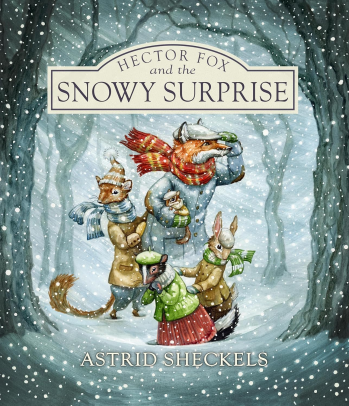 HECTOR FOX
and the
SNOWY SURPRISE
ASTRID SHECKELS